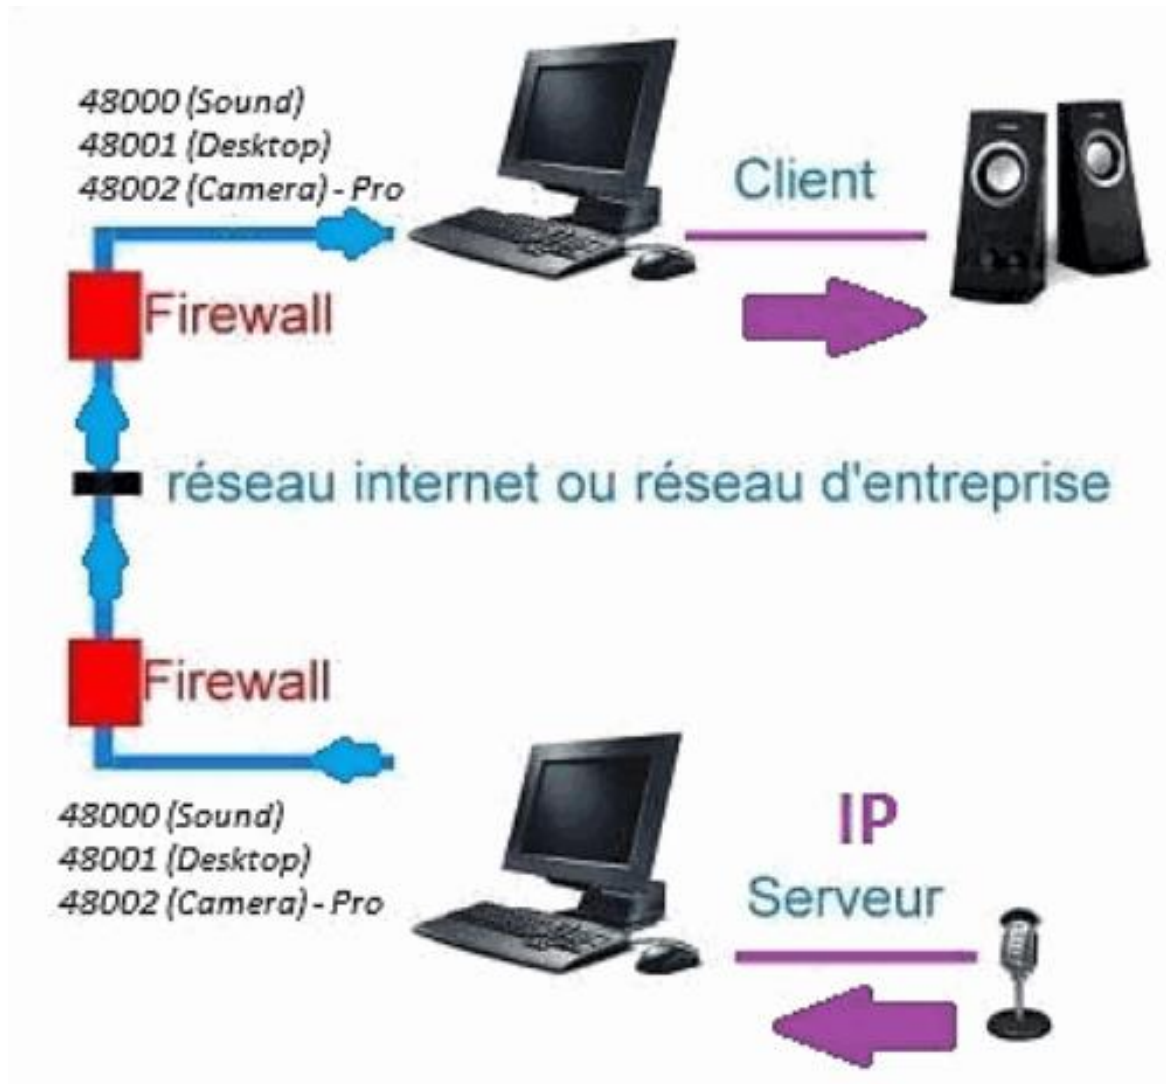 48000 (Sound)
48001 (Desktop)
48002 (Camera) - Pro
Client
Firewall
réseau internet ou réseau d'entreprise
Firewall
48000 (Sound)
48001 (Desktop)
48002 (Camera) - Pro
IP
Serveur